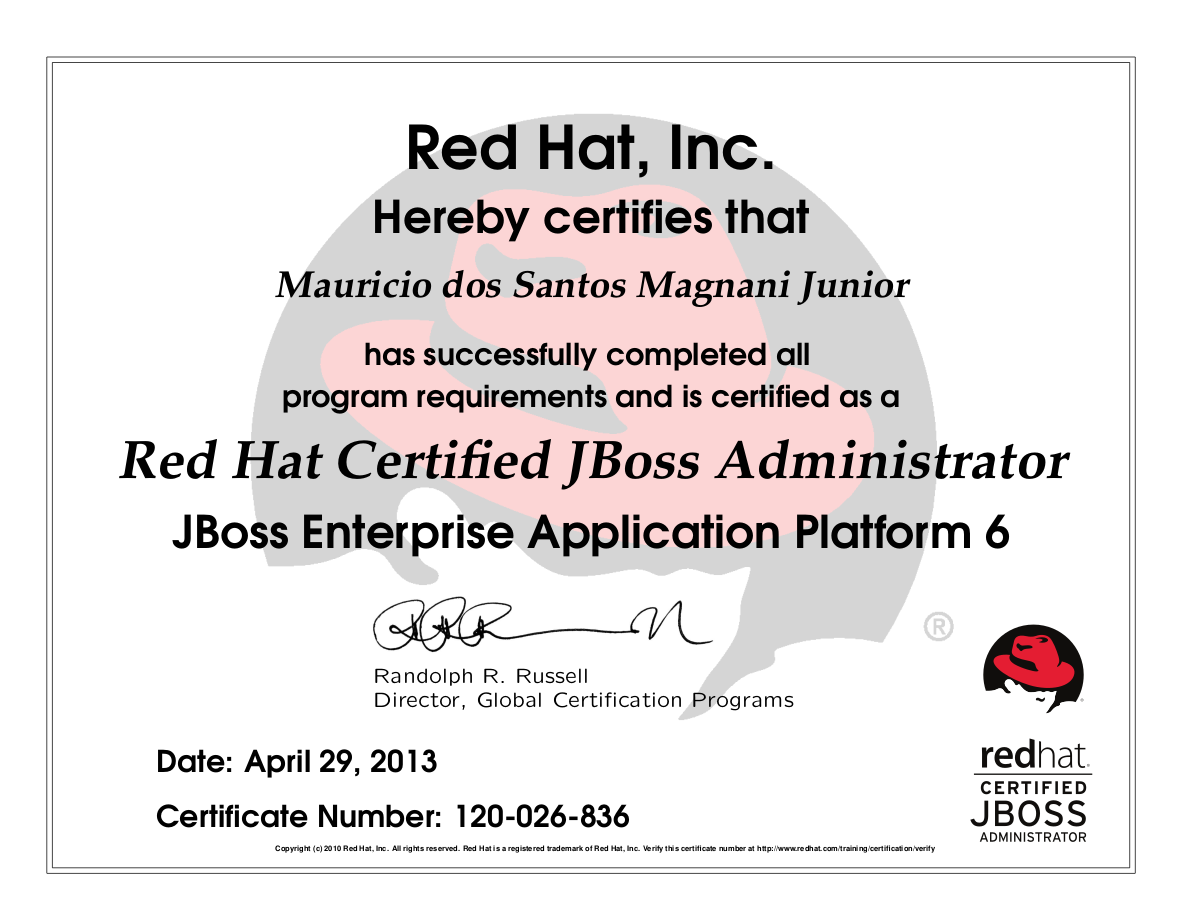 Red Hat, Inc.
Hereby certifies that
Mauricio dos Santos Magnani Junior
has successfully completed all
program requirements and is certified as a
Red Hat Certified JBoss Administrator
JBoss Enterprise Application Platform 6
®
Randolph R. Russell
Director, Global Certification Programs
Date: April 29, 2013
Certificate Number: 120-026-836
redhat.
CERTIFIED
JBOSS
ADMINISTRATOR
Copyright (c) 2010 Red Hat, Inc. All rights reserved. Red Hat is a registered trademark of Red Hat, Inc. Verify this certificate number at http://www.redhat.com/training/certification/verify